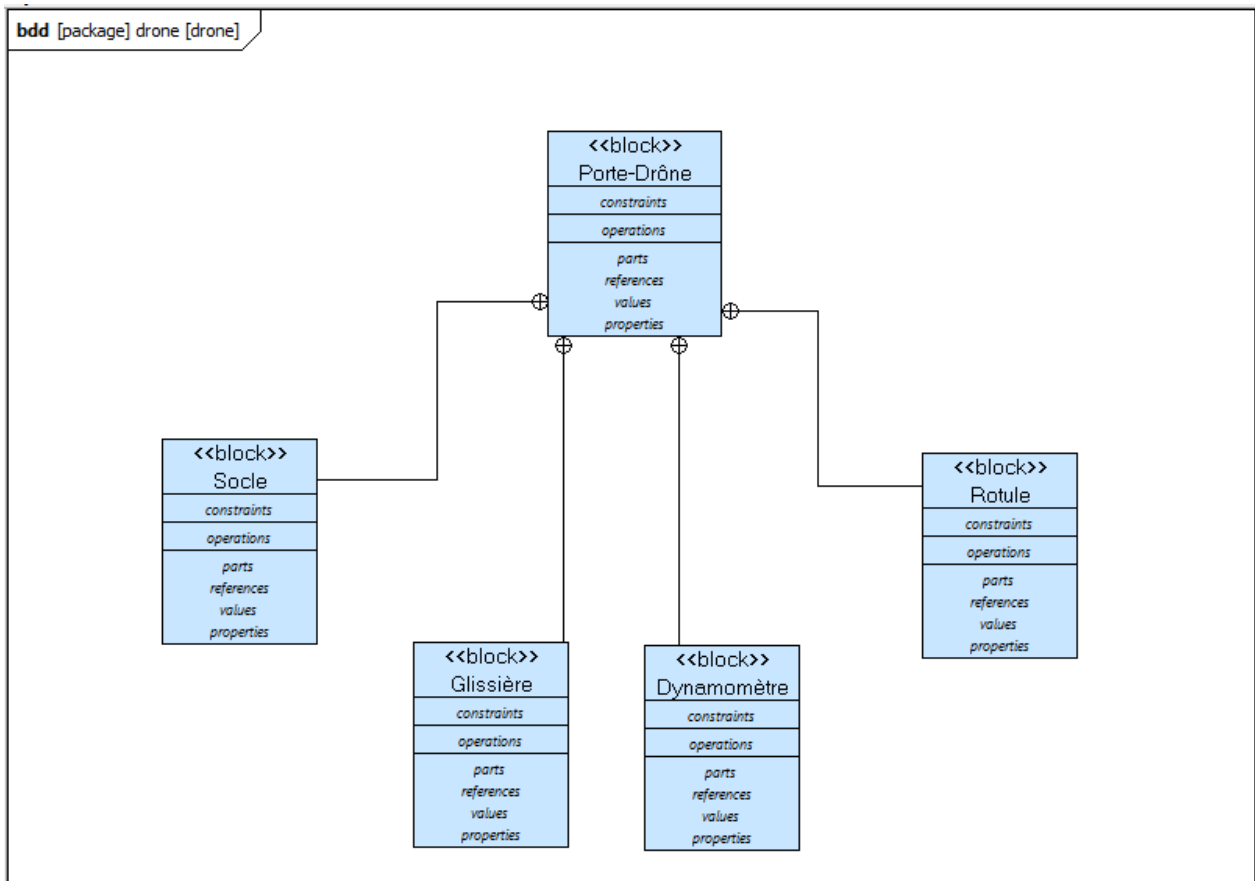 bdd [package] drone [drone]
<<block>>
Porte-Drône
constraints
operations
parts
references
values
properties
<<block>>
Socle
constraints
operations
parts
references
values
properties
<<block>>
Rotule
constraints
operations
parts
references
values
properties
<<block>>
Glissière
constraints
operations
parts
references
values
properties
<<block>>
Dynamomètre
constraints
operations
parts
references
values
properties